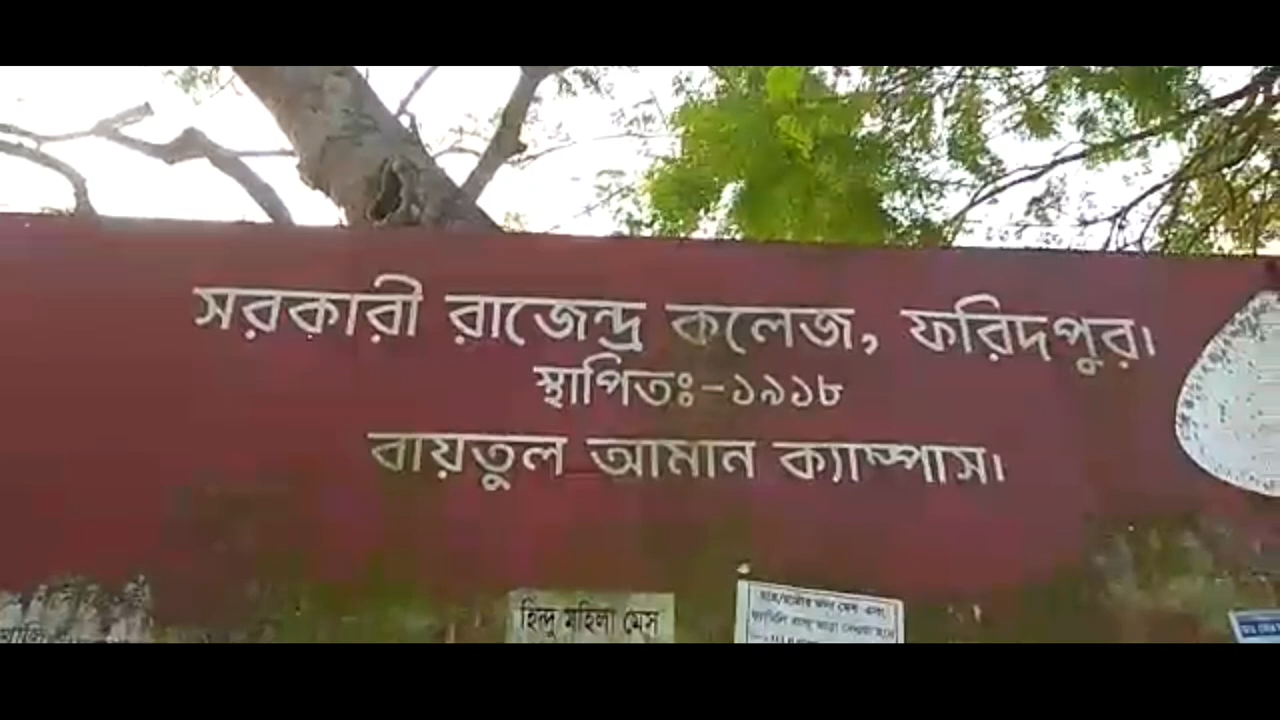 সরকারী রাজেন্দ্র কলেজ, ফরিদপুর।
স্থাপিতঃ-১৯১৮
বায়তুল আমান ক্যাম্পাস।
হিন্দু মহিলা মেস